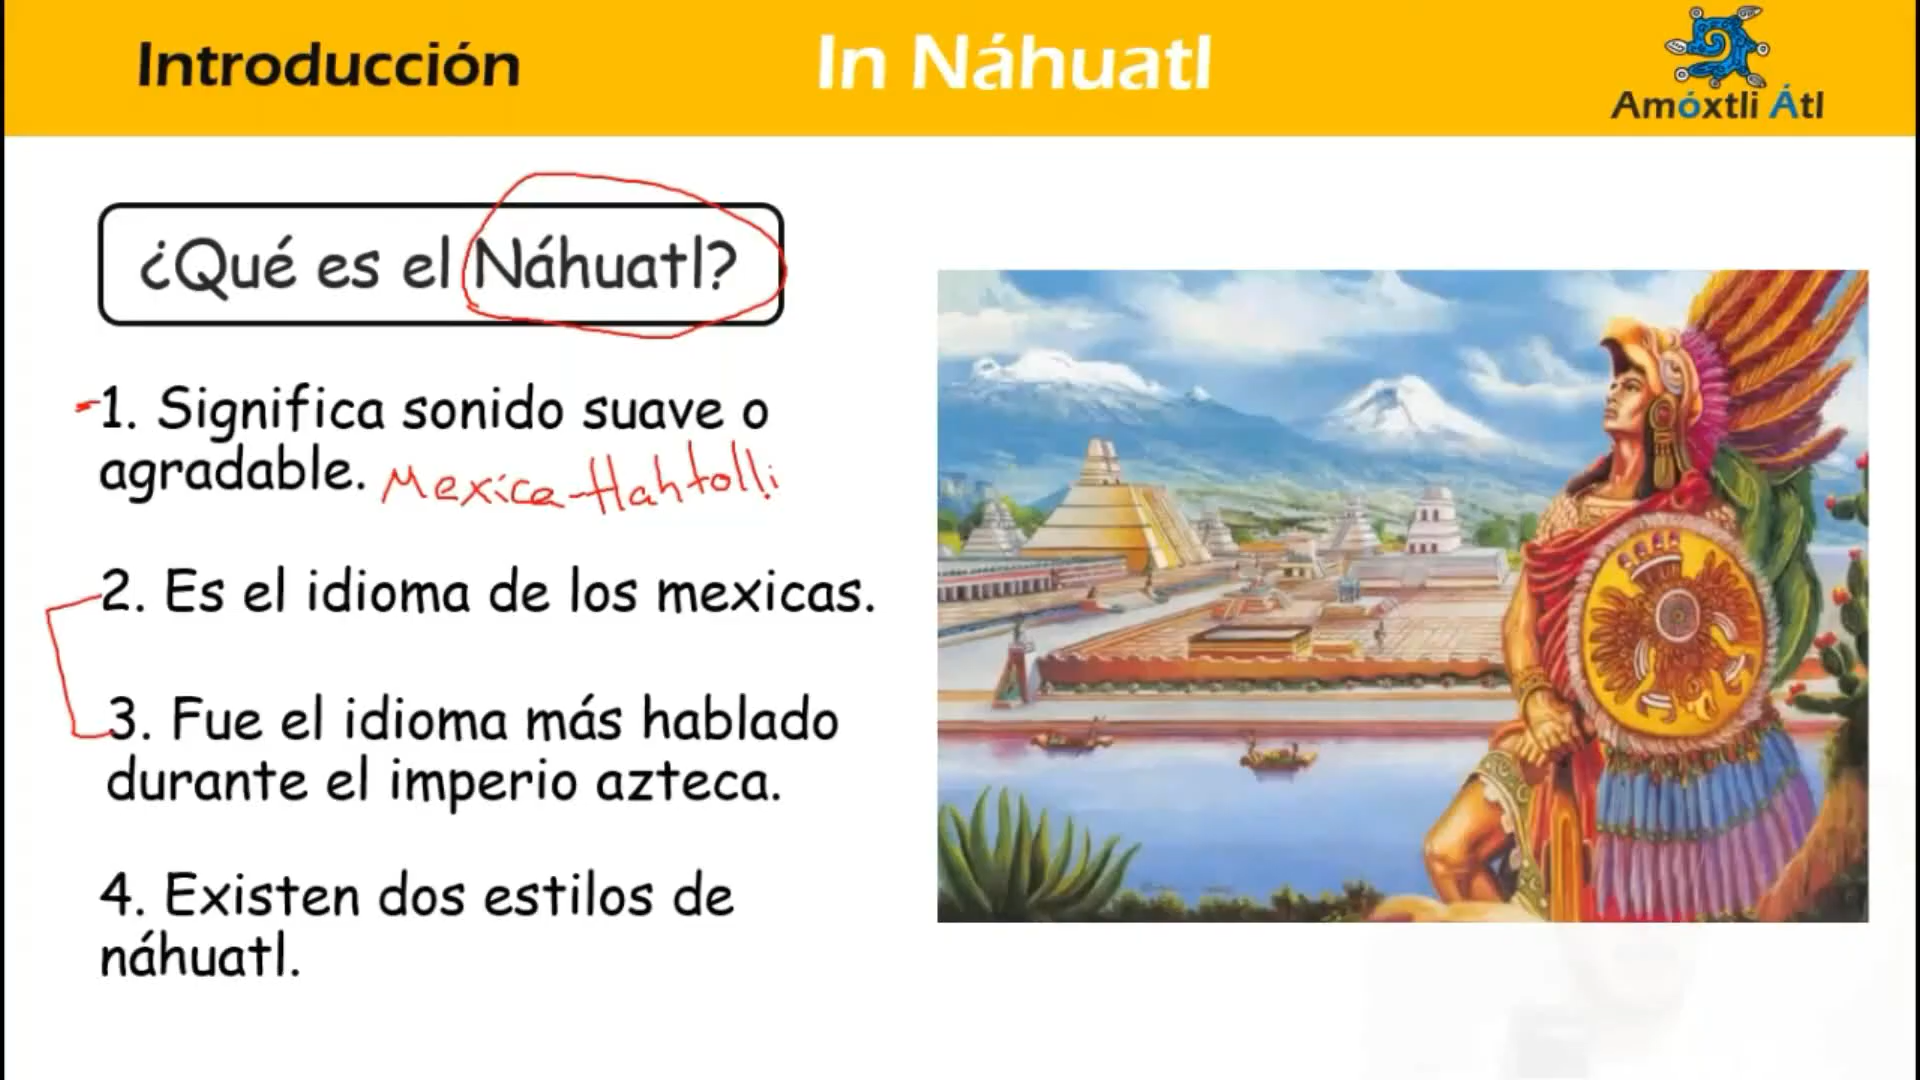 Introducción
In Náhuatl
Amóxtli Átl
¿Qué es el Náhuatl?
1. Significa sonido suave o
agradable. Mexica-tlahtolli
2. Es el idioma de los mexicas.
3. Fue el idioma más hablado
durante el imperio azteca.
4. Existen dos estilos de
náhuatl.